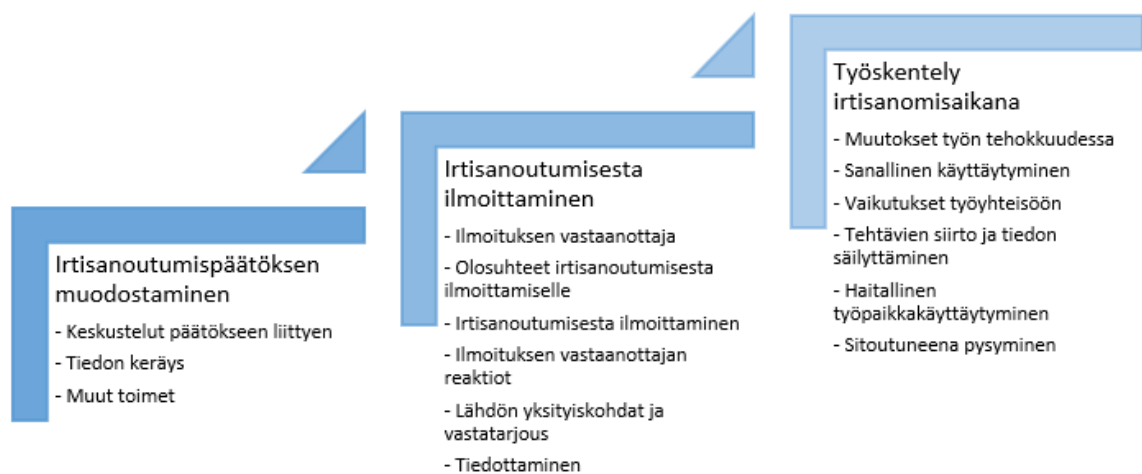 Irtisanoutumispäätöksen
muodostaminen
- Keskustelut päätökseen liittyen
- Tiedon keräys
- Muut toimet
Irtisanoutumisesta
ilmoittaminen
- Ilmoituksen vastaanottaja
- Olosuhteet irtisanoutumisesta
ilmoittamiselle
- Irtisanoutumisesta ilmoittaminen
- Ilmoituksen vastaanottajan
reaktiot
- Lähdön yksityiskohdat ja
vastatarjous
- Tiedottaminen
Työskentely
irtisanomisaikana
- Muutokset työn tehokkuudessa
- Sanallinen käyttäytyminen
- Vaikutukset työyhteisöön
- Tehtävien siirto ja tiedon
säilyttäminen
- Haitallinen
työpaikkakäyttäytyminen
- Sitoutuneena pysyminen